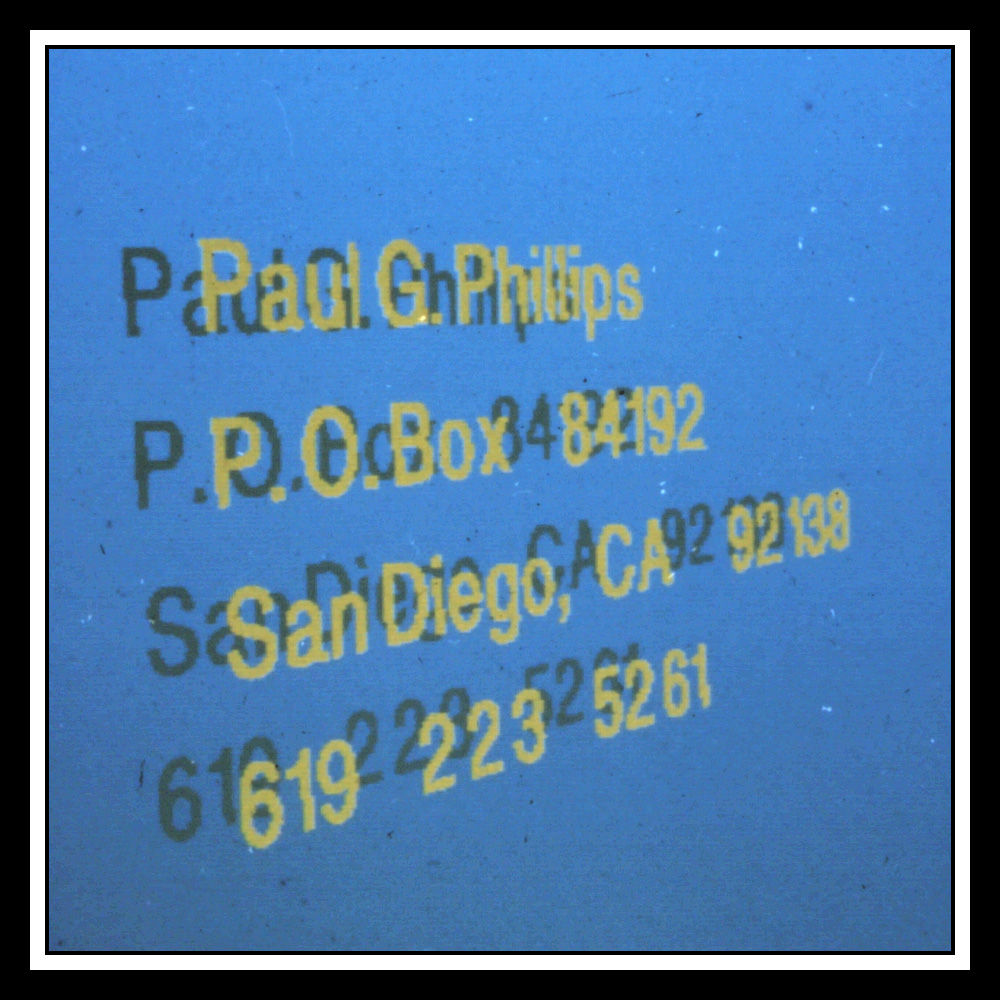 Paul G. Phillips
P. O. Box 84192
San Diego, CA 92138
619 223 5261